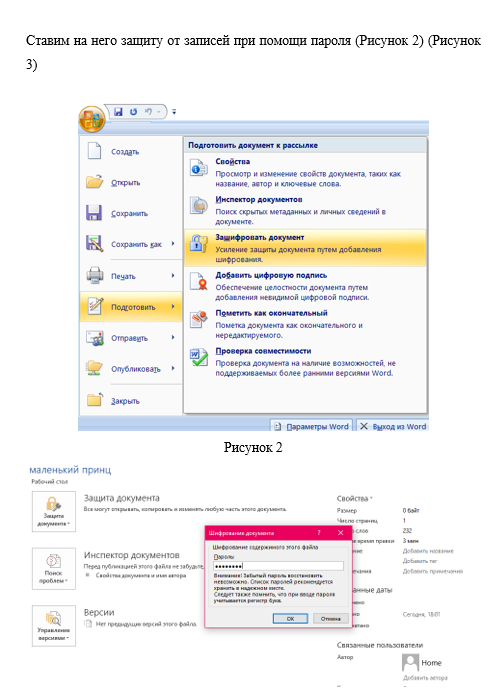 Ставим на него защиту от записей при помощи пароля (Рисунок 2) (Рисунок
3)
Создать
Открыть
Сохранить
Сохранить как
Печать
Подготовить
Отправить
Опубликовать
Закрыть
Подготовить документ к рассылке
Свойства
Просмотр и изменение свойств документа, таких как
название, автор и ключевые слова.
Инспектор документов
Поиск скрытых метаданных и личных сведений в
документе.
Зашифровать документ
Усиление защиты документа путем добавления
шифрования.
Добавить цифровую подпись
Обеспечение целостности документа путем
добавления невидимой цифровой подписи.
Пометить как окончательный
Пометка документа как окончательного и
нередактируемого.
Проверка совместимости
Проверка документа на наличие возможностей, не
поддерживаемых более ранними версиями Word.
Параметры Word
Выход из Word
Рисунок 2
маленький принц
Рабочий стол
Защита
документа
Защита документа
Все могут открывать, копировать и изменять любую часть этого документа.
Поиск
проблем
Инспектор документов
Перед публикацией этого файла не забудьте
Свойства документа и имя автора
Управление
версиями
Версии
Нет предыдущих версий этого файла.
Шифрование документа
?
Шифрование содержимого этого файла
Пароль:
Внимание! Забытый пароль восстановить
невозможно. Список паролей рекомендуется
хранить в надежном месте.
Следует также помнить, что при вводе пароля
учитывается регистр букв.
ОК
Отмена
Свойства
Размер 0 байт
Число страниц 1
слов 232
время правки 3 мин
Добавить название
Добавить тег
Добавить примечания
Сегодня, 18:01
Связанные пользователи
Автор
Home
Добавить автора